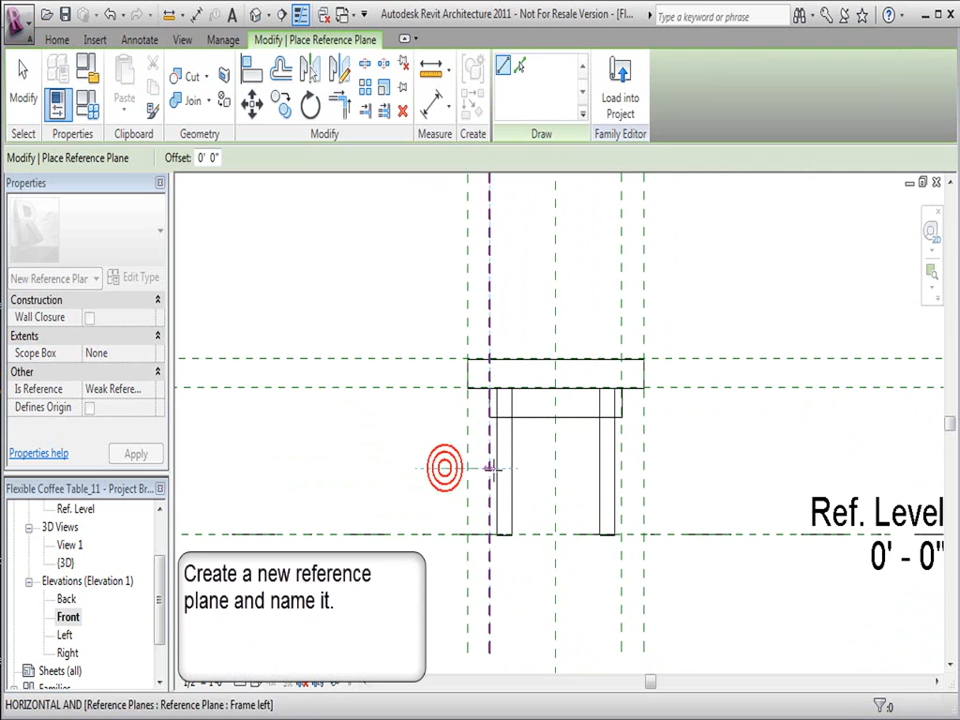 Autodesk Revit Architecture 2011 - Not For Resale Version - [Fl...
Type a keyword or phrase
Home Insert Annotate View Manage Modify | Place Reference Plane
Cut
Join
Modify
Paste
Load into
Project
Select Properties Clipboard Geometry Modify Measure Create Draw Family Editor
Modify | Place Reference Plane Offset: 0' 0"
Properties
New Reference Plar Edit Type
Construction
Wall Closure
Extents
Scope Box None
Other
Is Reference Weak Refere...
Defines Origin
Properties help Apply
Flexible Coffee Table_11 - Project Br...
Ref. Level
3D Views
View 1
{3D}
Elevations (Elevation 1)
Back
Front
Left
Right
Sheets (all)
Families
Ref. Level
0' - 0"
Create a new reference
plane and name it.
HORIZONTAL AND [Reference Planes : Reference Plane : Frame left]
:0